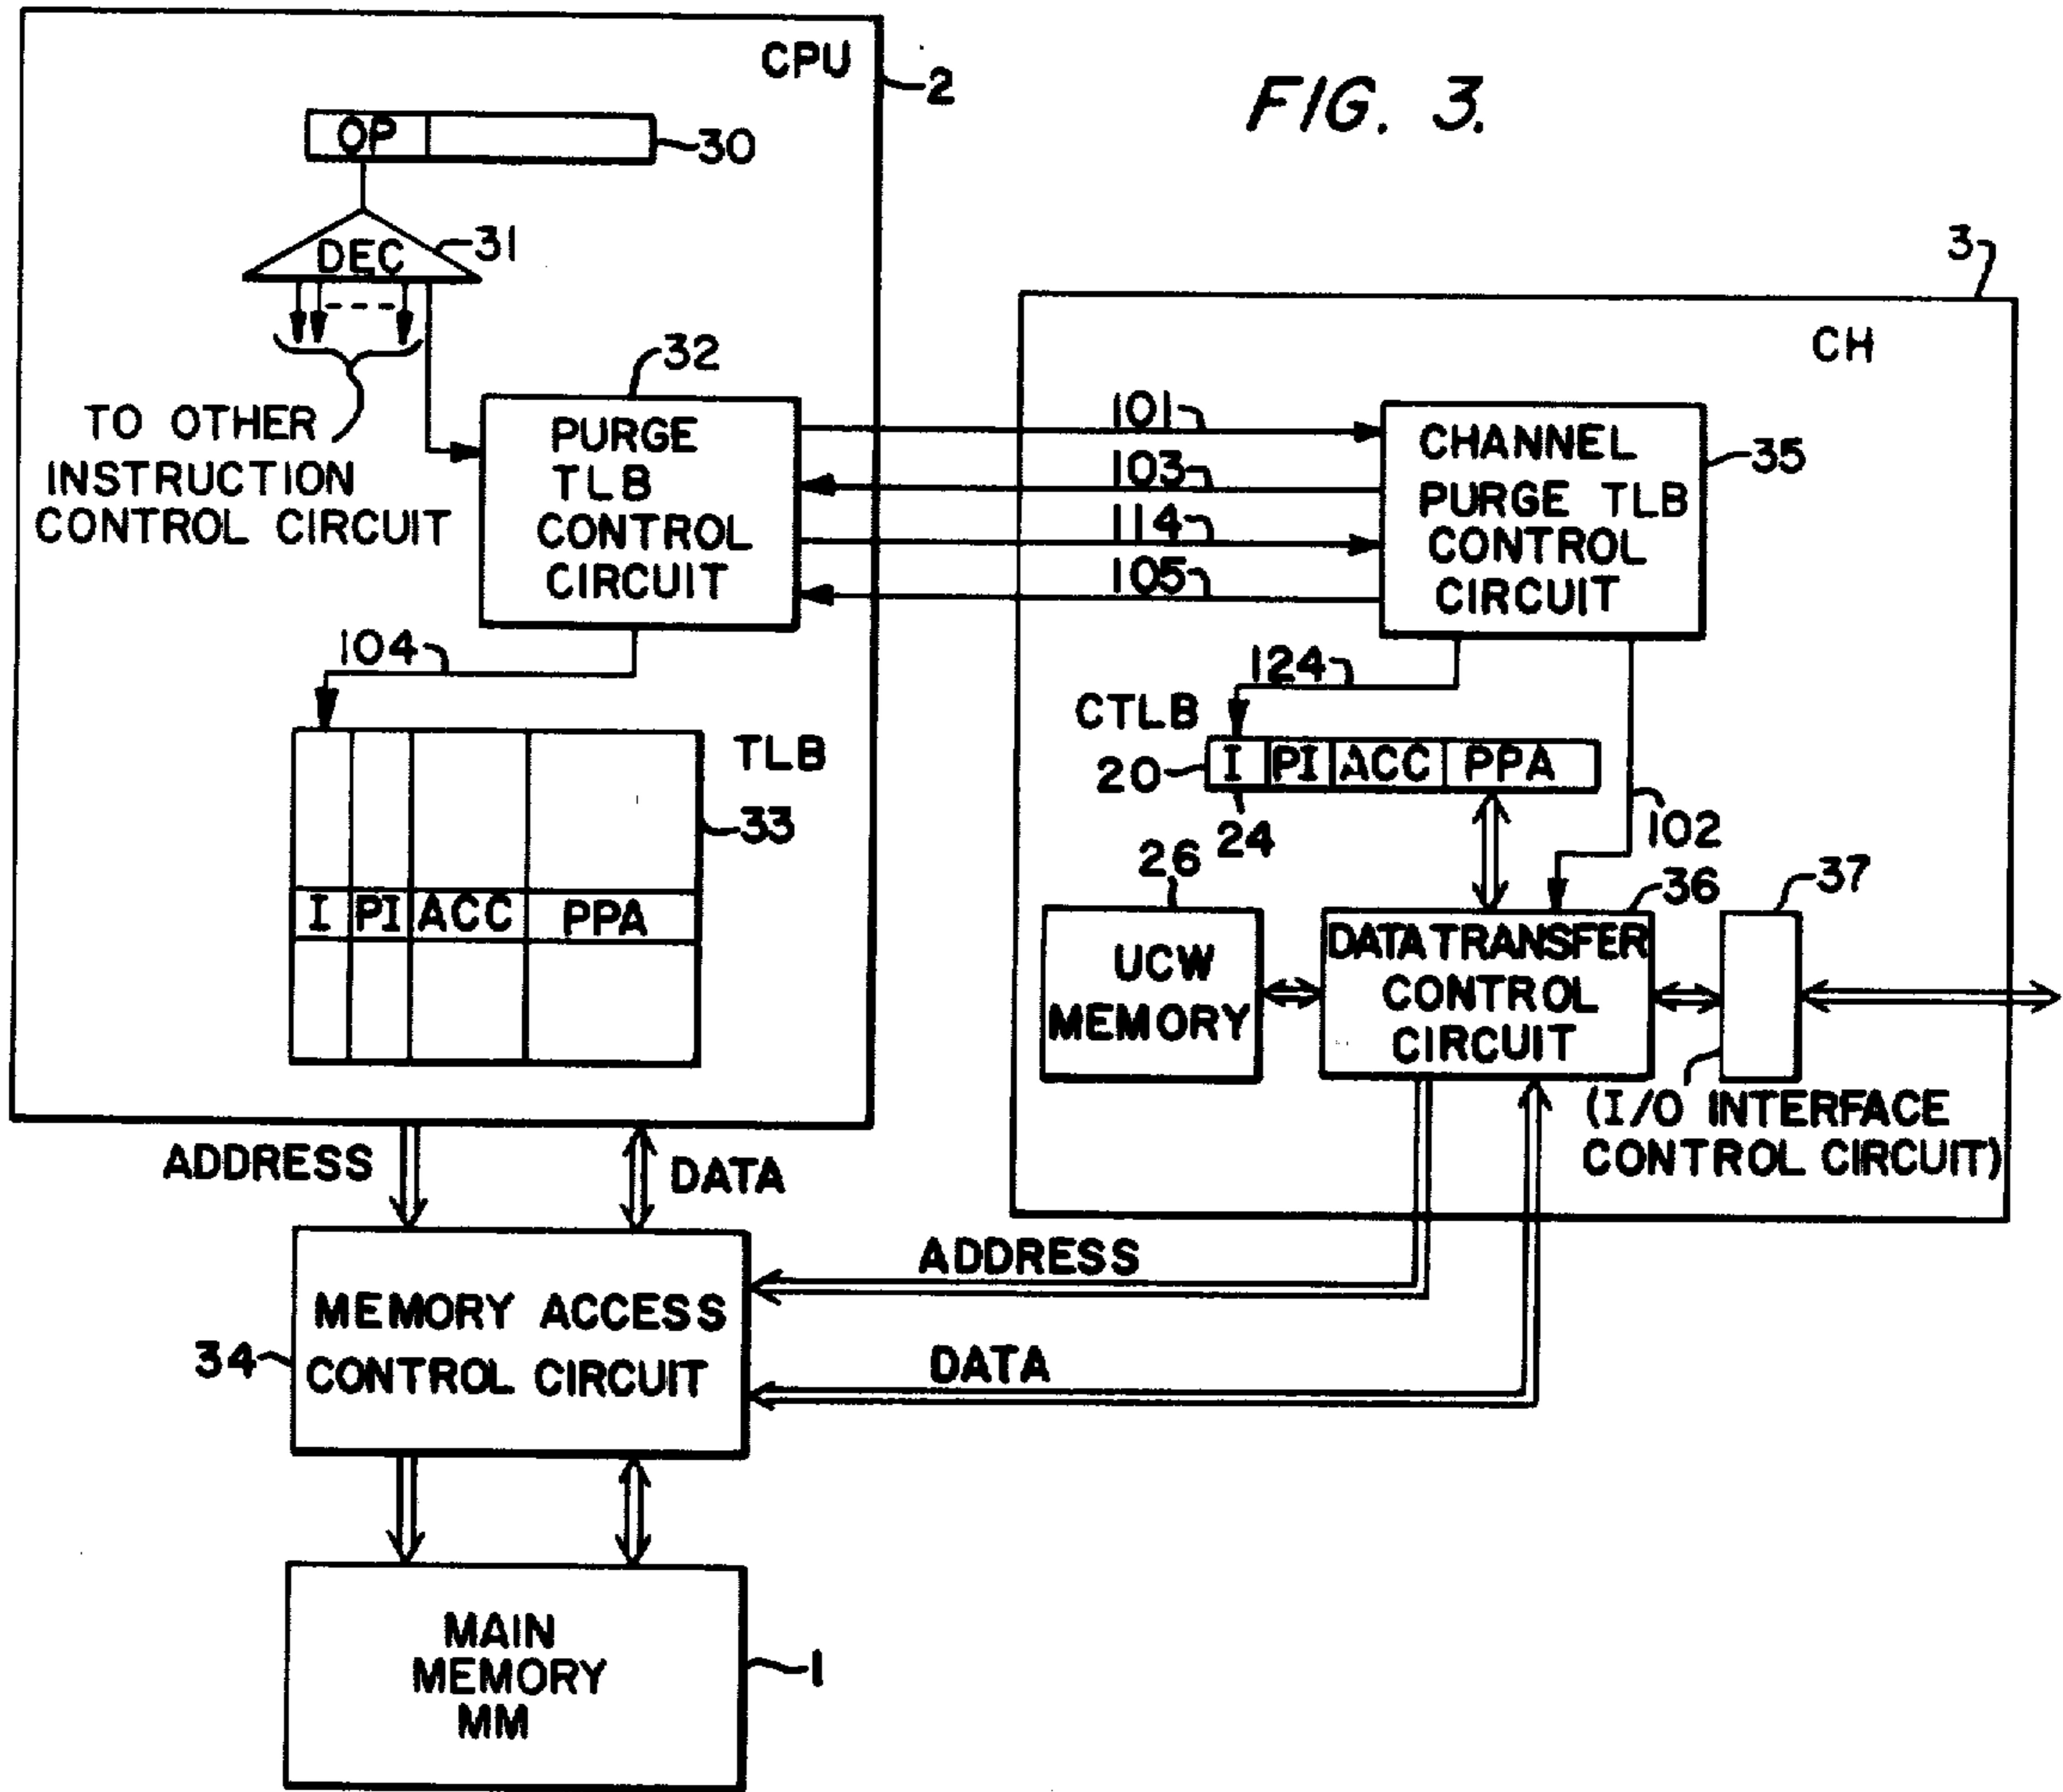 FIG. 3.
CPU
2
OP
30
DEC
31
TO OTHER
INSTRUCTION
CONTROL CIRCUIT
32
PURGE
TLB
CONTROL
CIRCUIT
104
TLB
33
I PI ACC PPA
101
103
114
105
3
CH
CHANNEL
PURGE TLB
CONTROL
CIRCUIT
35
124
CTLB
20
I PI ACC PPA
24
102
26
UCW
MEMORY
36
DATA TRANSFER
CONTROL
CIRCUIT
37
(I/O INTERFACE
CONTROL CIRCUIT)
ADDRESS
DATA
ADDRESS
DATA
34
MEMORY ACCESS
CONTROL CIRCUIT
MAIN
MEMORY
MM
1